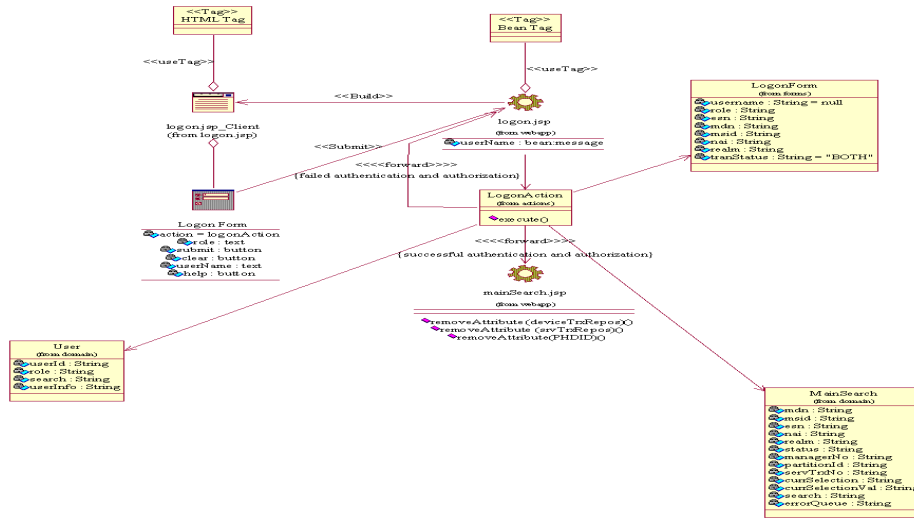 <<Tag>>
HTML Tag
<<Tag>>
Bean Tag
<<useTag>>
<<useTag>>
<<Build>>
logon.jsp_Client
(from logon.jsp)
logon.jsp
(from webapp)
userName : bean:message
LogonForm
(from forms)
username : String = null
role : String
esn : String
mdn : String
msid : String
nai : String
realm : String
tranStatus : String = "BOTH"
<<Submit>>
<<<<forward>>>>
{failed authentication and authorization}
LogonAction
(from actions)
execute()
Logon Form
action = logonAction
role : text
submit : button
clear : button
userName : text
help : button
<<<<forward>>>>
{successful authentication and authorization}
mainSearch.jsp
(from webapp)
removeAttribute (deviceTrxRepos)()
removeAttribute (srvTrxRepos)()
removeAttribute(PHDID)()
User
(from domain)
userId : String
role : String
search : String
userInfo : String
MainSearch
(from domain)
mdn : String
msid : String
esn : String
nai : String
realm : String
status : String
managerNo : String
partitionId : String
servTrxNo : String
currSelection : String
currSelectionVal : String
search : String
errorQueue : String